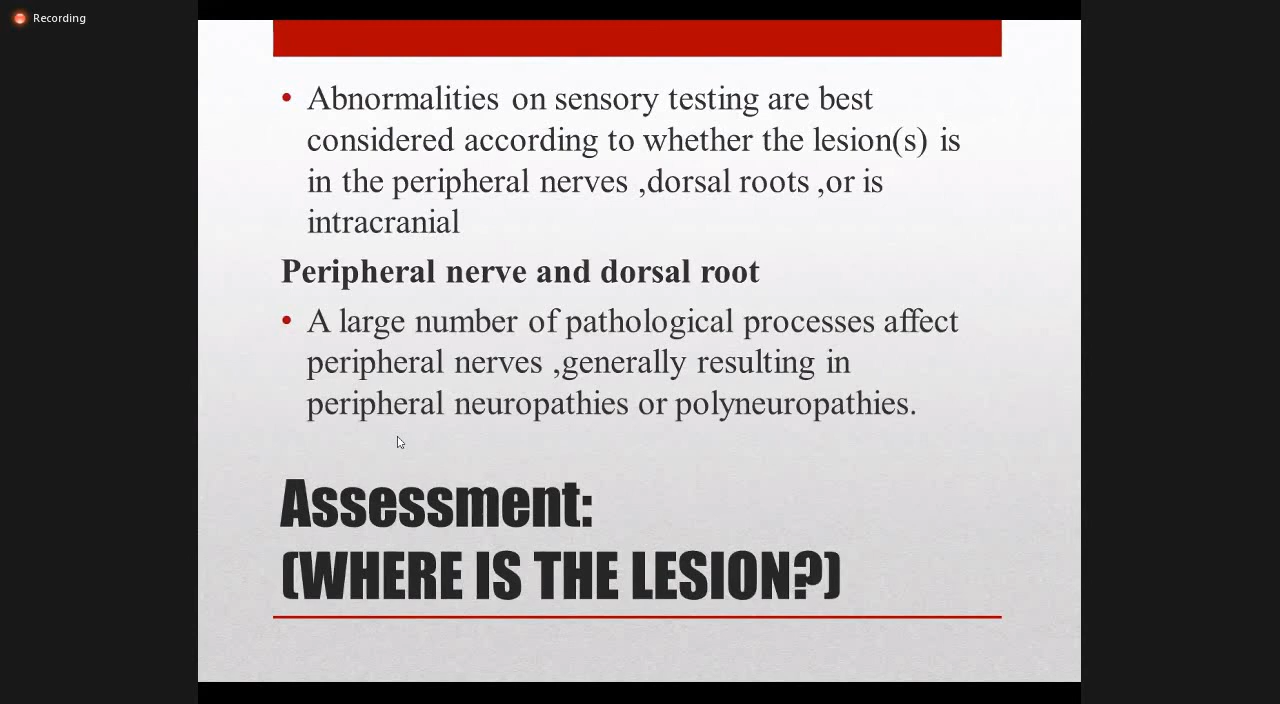 Recording
• Abnormalities on sensory testing are best
considered according to whether the lesion(s) is
in the peripheral nerves ,dorsal roots ,or is
intracranial
Peripheral nerve and dorsal root
• A large number of pathological processes affect
peripheral nerves ,generally resulting in
peripheral neuropathies or polyneuropathies.
Assessment:
(WHERE IS THE LESION?)